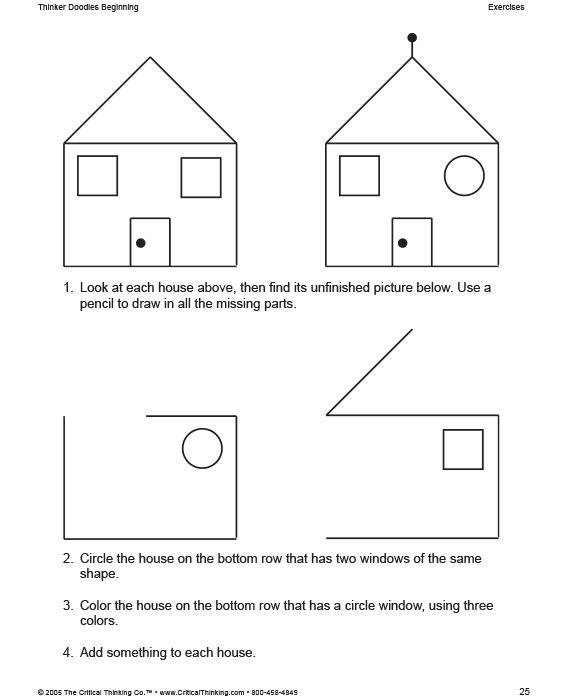 Thinker Doodles Beginning
Exercises
1. Look at each house above, then find its unfinished picture below. Use a
pencil to draw in all the missing parts.
2. Circle the house on the bottom row that has two windows of the same
shape.
3. Color the house on the bottom row that has a circle window, using three
colors.
4. Add something to each house.
© 2005 The Critical Thinking Co.™ • www.CriticalThinking.com • 800-458-4849
25